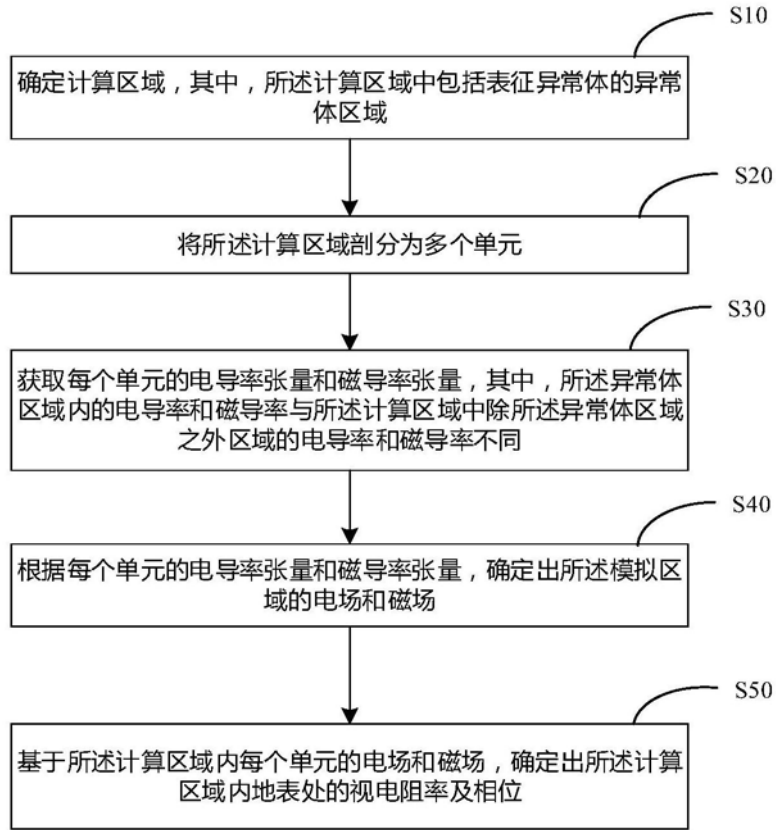 S10
确定计算区域，其中，所述计算区域中包括表征异常体的异常
体区域
S20
将所述计算区域剖分为多个单元
S30
获取每个单元的电导率张量和磁导率张量，其中，所述异常体
区域内的电导率和磁导率与所述计算区域中除所述异常体区域
之外区域的电导率和磁导率不同
S40
根据每个单元的电导率张量和磁导率张量，确定出所述模拟区
域的电场和磁场
S50
基于所述计算区域内每个单元的电场和磁场，确定出所述计算
区域内地表处的视电阻率及相位